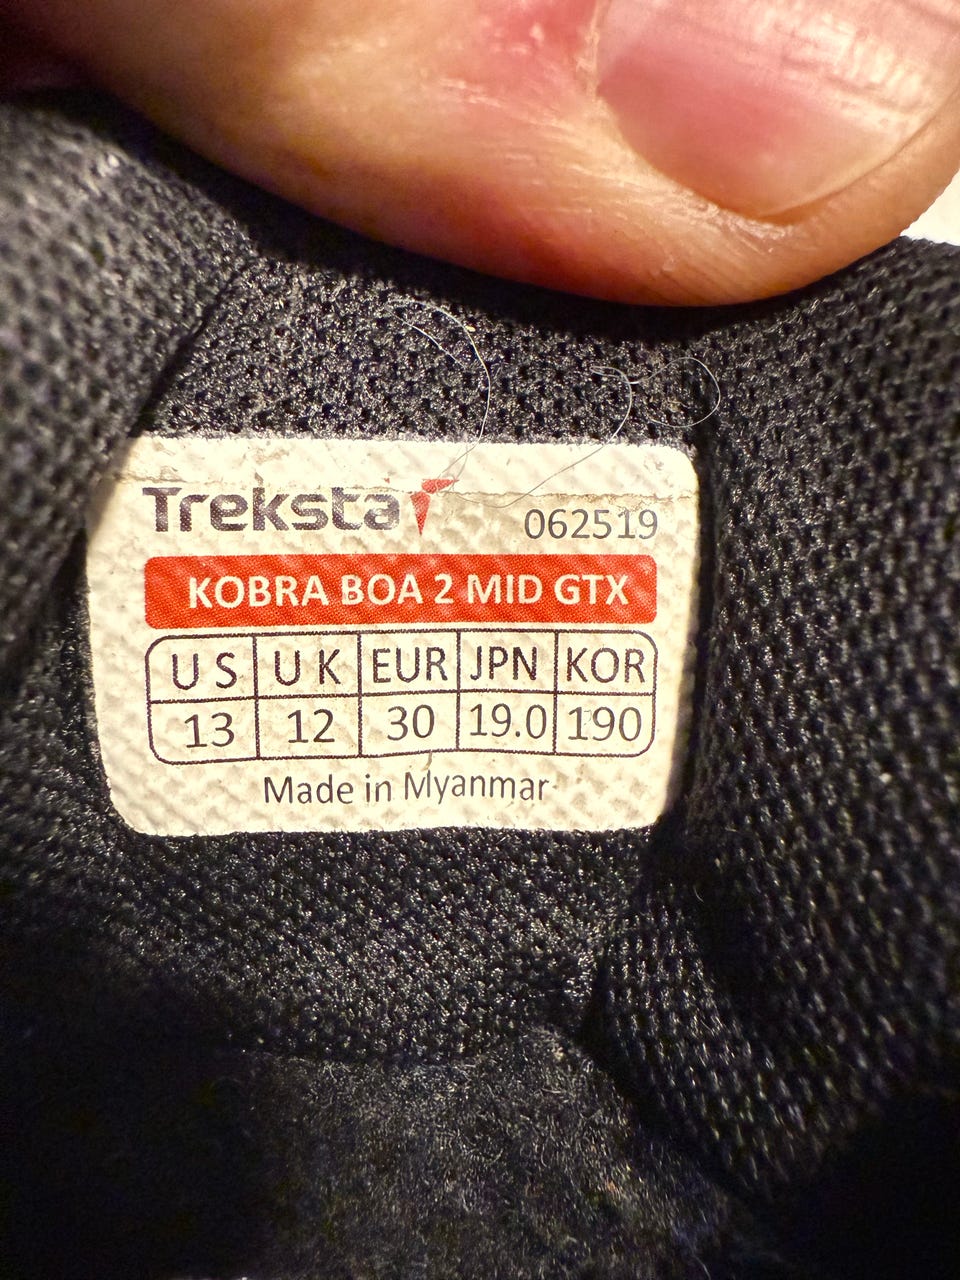 Treksta 062519
KOBRA BOA 2 MID GTX
US UK EUR JPN KOR
13 12 30 19.0 190
Made in Myanmar